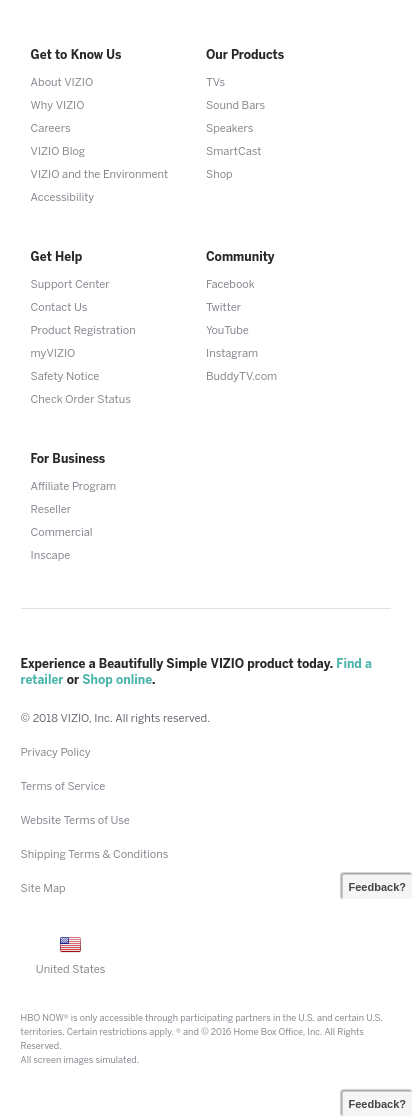 Get to Know Us
About VIZIO
Why VIZIO
Careers
VIZIO Blog
VIZIO and the Environment
Accessibility
Our Products
TVs
Sound Bars
Speakers
SmartCast
Shop
Get Help
Support Center
Contact Us
Product Registration
myVIZIO
Safety Notice
Check Order Status
Community
Facebook
Twitter
YouTube
Instagram
BuddyTV.com
For Business
Affiliate Program
Reseller
Commercial
Inscape
Experience a Beautifully Simple VIZIO product today. Find a
retailer or Shop online.
© 2018 VIZIO, Inc. All rights reserved.
Privacy Policy
Terms of Service
Website Terms of Use
Shipping Terms & Conditions
Site Map
Feedback?
United States
HBO NOW® is only accessible through participating partners in the U.S. and certain U.S.
territories. Certain restrictions apply. ® and © 2016 Home Box Office, Inc. All Rights
Reserved.
All screen images simulated.
Feedback?